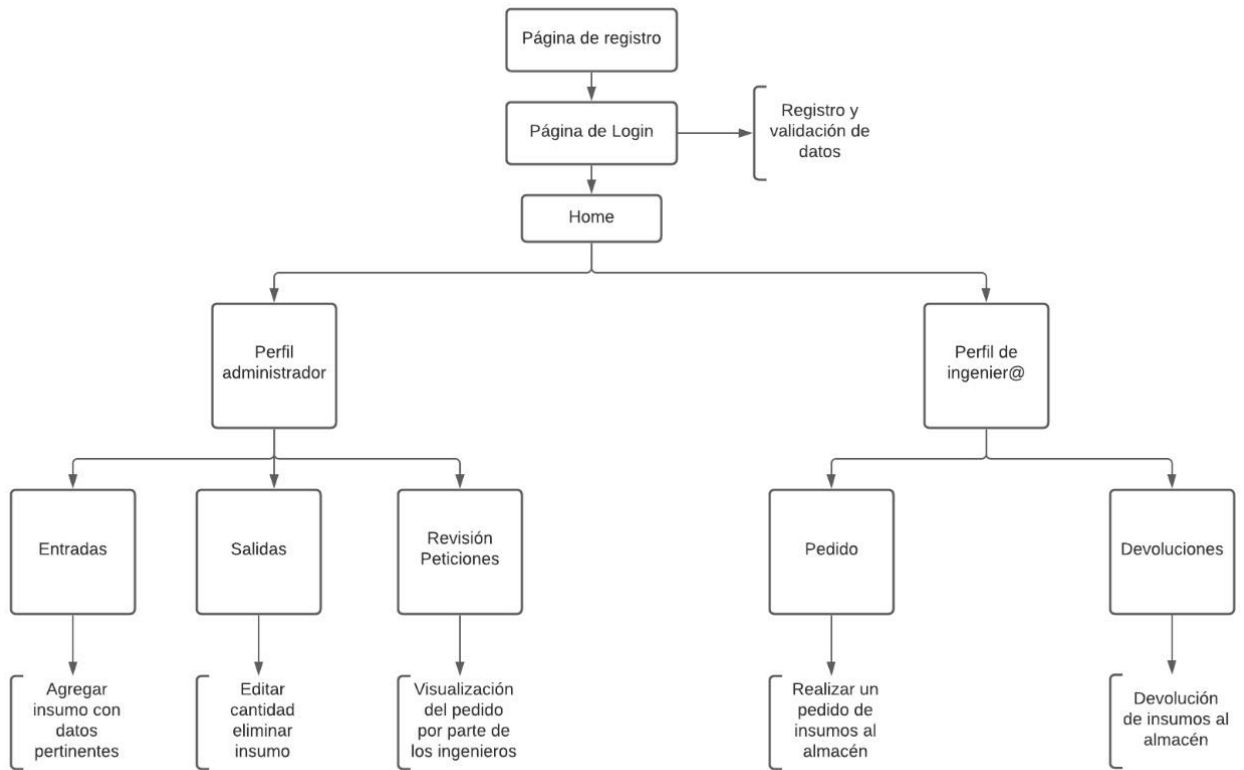 Página de registro
Página de Login
Registro y
validación de
datos
Home
Perfil
administrador
Perfil de
ingenier@
Entradas
Salidas
Revisión
Peticiones
Pedido
Devoluciones
Agregar
insumo con
datos
pertinentes
Editar
cantidad
eliminar
insumo
Visualización
del pedido
por parte de
los ingenieros
Realizar un
pedido de
insumos al
almacén
Devolución
de insumos al
almacén